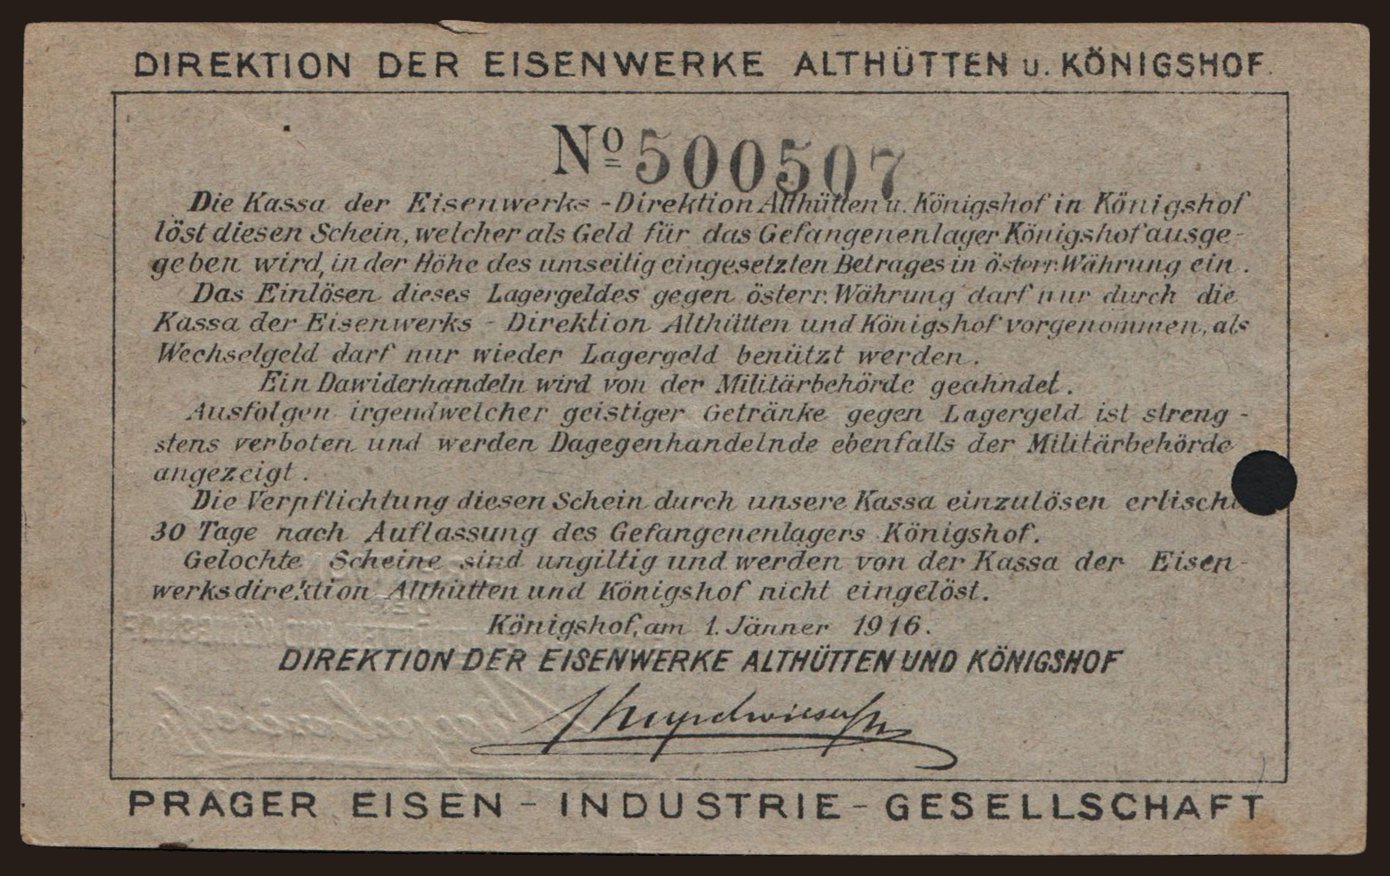 DIREKTION DER EISENWERKE ALTHÜTTEN u. KÖNIGSHOF.
Nº 500507
Die Kassa der Eisenwerks - Direktion Althütten u. Königshof in Königshof
löst diesen Schein, welcher als Geld für das Gefangenenlager Königshof ausge-
geben wird, in der Höhe des umseitig eingesetzten Betrages in österr. Währung ein.
Das Einlösen dieses Lagergeldes gegen österr. Währung darf nur durch die
Kassa der Eisenwerks - Direktion Althütten und Königshof vorgenommen, als
Wechselgeld darf nur wieder Lagergeld benützt werden.
Ein Dawiderhandeln wird von der Militärbehörde geahndet.
Ausfolgen irgendwelcher geistiger Getränke gegen Lagergeld ist streng-
stens verboten und werden Dagegenhandelnde ebenfalls der Militärbehörde
angezeigt.
Die Verpflichtung diesen Schein durch unsere Kassa einzulösen erlischt
30 Tage nach Auflassung des Gefangenenlagers Königshof.
Gelochte Scheine sind ungiltig und werden von der Kassa der Eisen-
werksdirektion Althütten und Königshof nicht eingelöst.
Königshof, am 1. Jänner 1916.
DIREKTION DER EISENWERKE ALTHÜTTEN UND KÖNIGSHOF
PRAGER EISEN - INDUSTRIE - GESELLSCHAFT